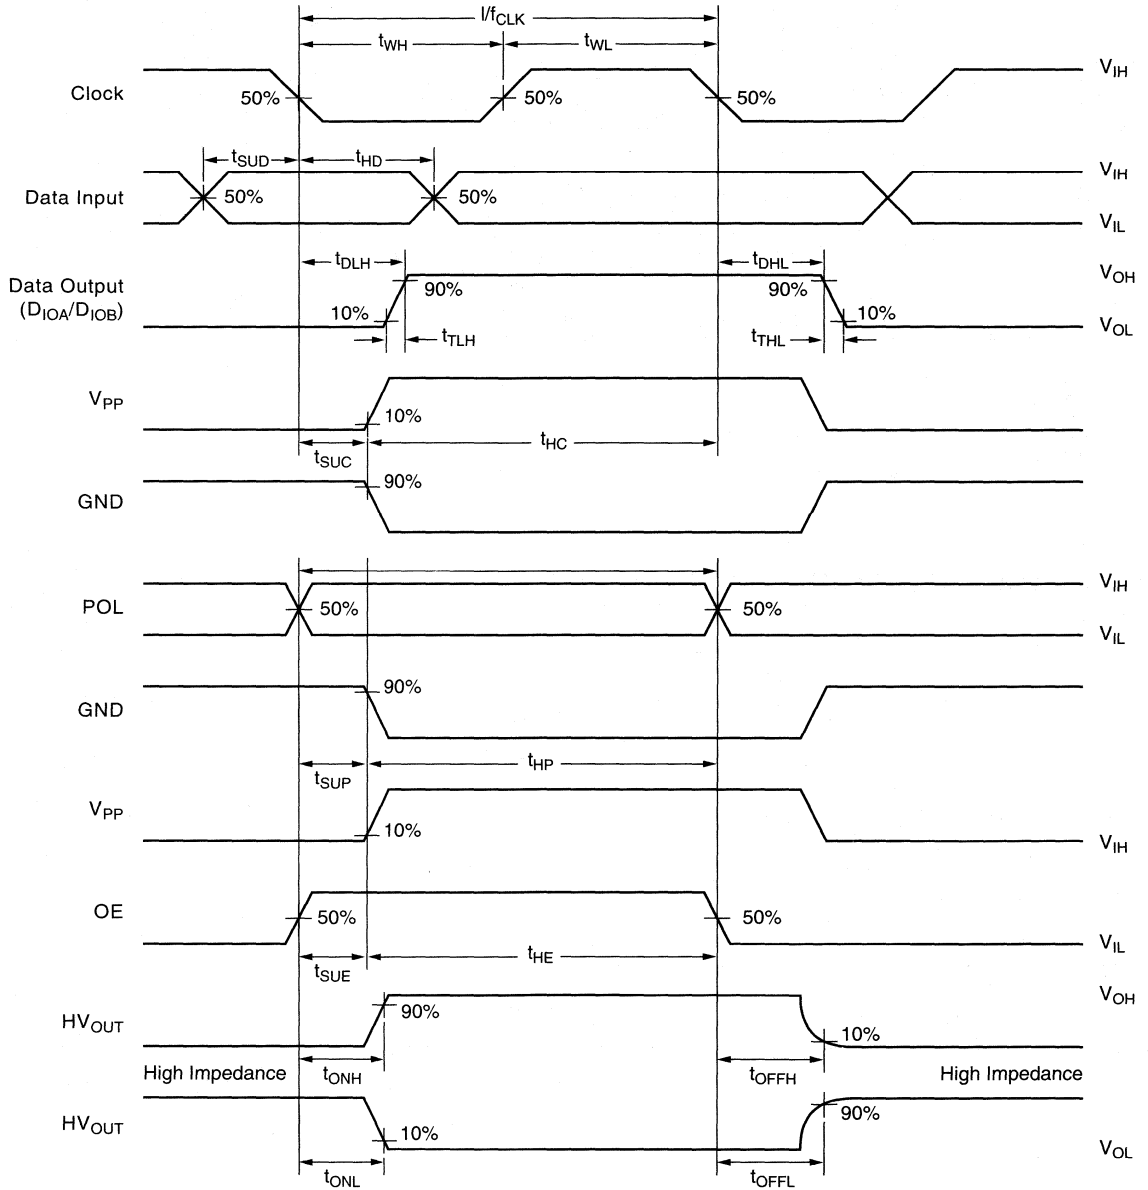 l/fCLK
tWH tWL
Clock 50% 50% 50% VIH
tSUD tHD
Data Input 50% 50% VIH
VIL
tDLH tDHL
Data Output 90% 90% VOH
(DIOA/DIOB) 10% 10% VOL
tTLH tTHL
VPP 10%
tSUC tHC
GND 90%
POL 50% 50% VIH
VIL
GND 90%
tSUP tHP
VPP 10% VIH
OE 50% 50%
VIL
tSUE tHE
VOH
HVOUT 90% 10%
High Impedance tONH tOFFH High Impedance
HVOUT 10% 90%
VOL
tONL tOFFL